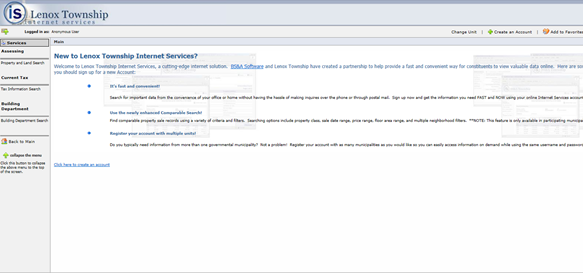 is Lenox Township
internet services
Logged in as: Anonymous User
Change Unit | Create an Account | Add to Favorites
Services
Main
Assessing
Property and Land Search
Current Tax
Tax Information Search
Building
Department
Building Department Search
Back to Main
collapse the menu
Click this button to collapse
the above menu to the top
of the screen.
New to Lenox Township Internet Services?
Welcome to Lenox Township Internet Services, a cutting-edge internet solution. BS&A Software and Lenox Township have created a partnership to help provide a fast and convenient way for constituents to view valuable data online. Here are
you should sign up for a new Account:
It's fast and convenient!
Search for important data from the convenience of your office or home without having the hassle of making inquiries over the phone or through postal mail. Sign up now and get the information you need FAST and NOW using your online Internet Services account
Use the newly enhanced Comparable Search!
Find comparable property sale records using a variety of criteria and filters. Searching options include property class, sale date range, price range, floor area range, and multiple neighborhood filters. **NOTE: This feature is only available in participating
Register your account with multiple units!
Do you typically need information from more than one governmental municipality? Not a problem! Register your account with as many municipalities as you would like so you can easily access information on demand while using the same username and
Click here to create an account